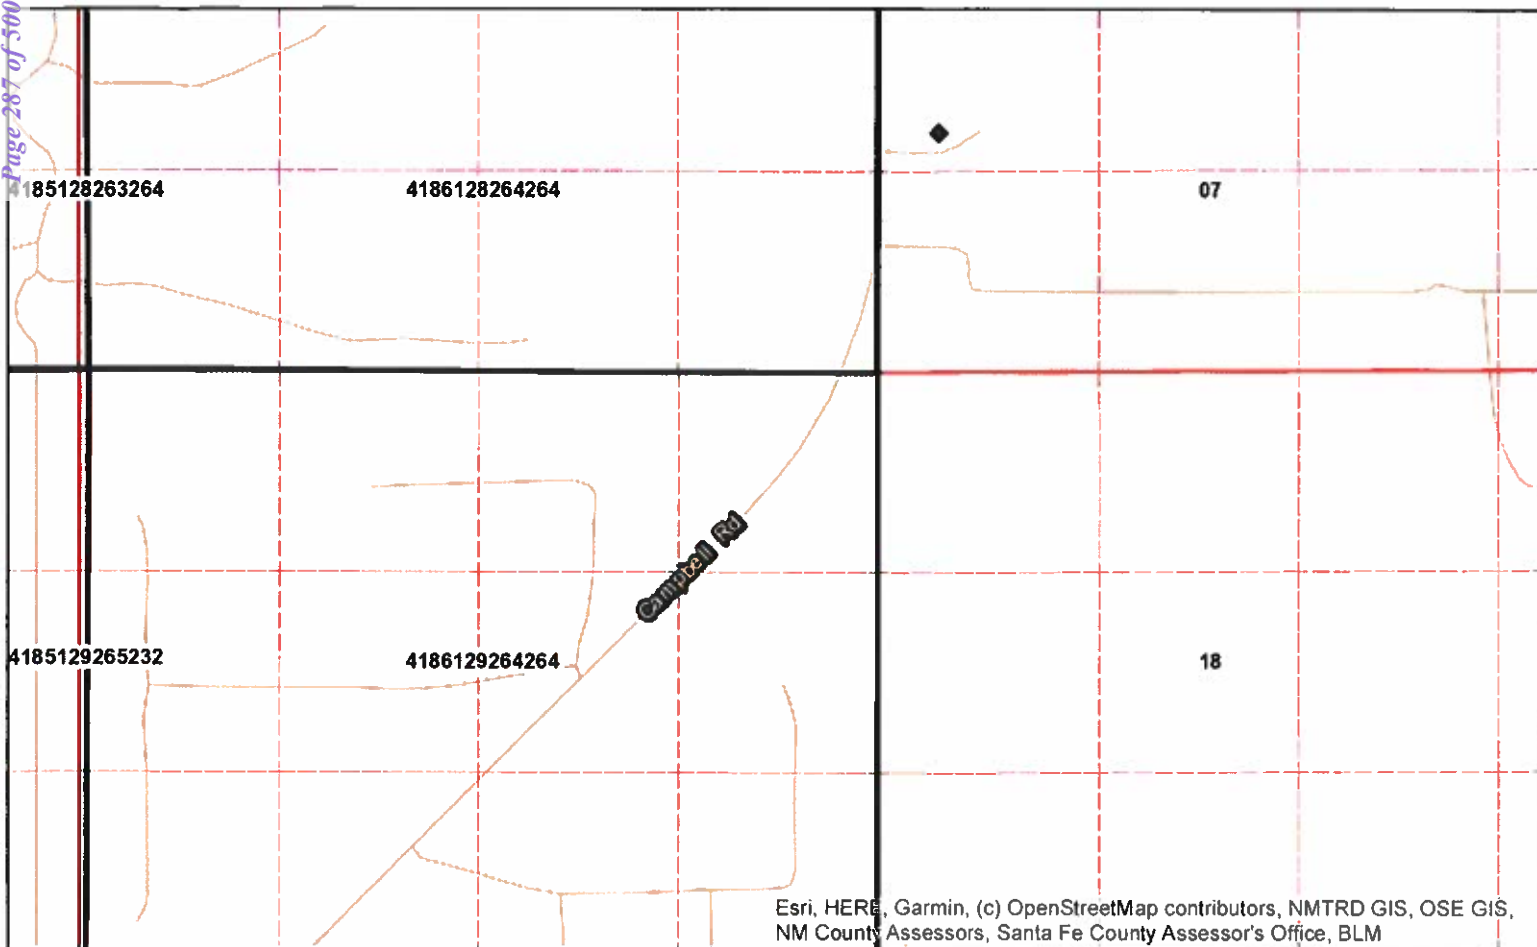 Page 287 of 500
4185128263264
4186128264264
07
Campbell Rd
4185129265232
4186129264264
18
Esri, HERE, Garmin, (c) OpenStreetMap contributors, NMTRD GIS, OSE GIS,
NM County Assessors, Santa Fe County Assessor's Office, BLM